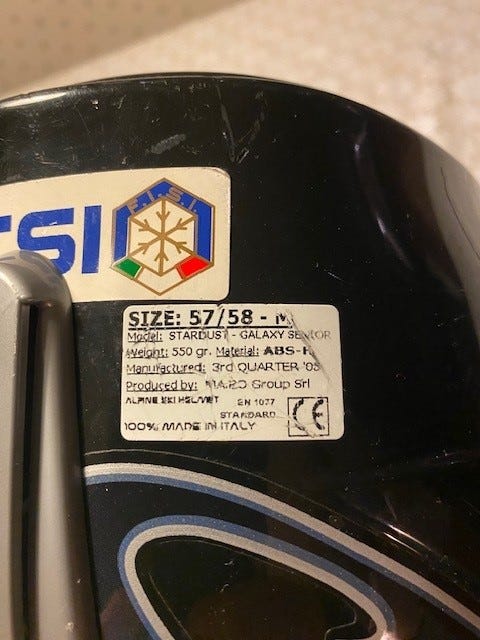 F.I.S.I.
SIZE: 57/58 - M
Model: STARDUST - GALAXY SENIOR
Weight: 550 gr. Material: ABS-H
Manufactured: 3rd QUARTER '05
Produced by: Group Srl
ALPINE SKI HELMET EN 1077
STANDARD CE
100% MADE IN ITALY